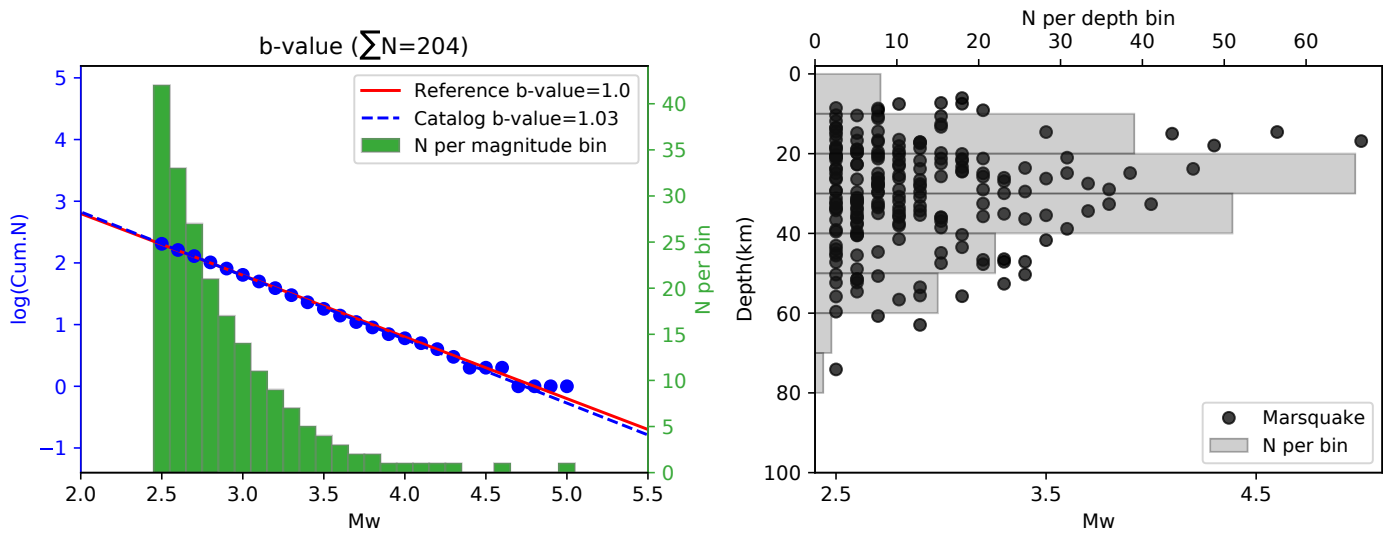 b-value (∑N=204)
5
4
3
2
1
0
−1
log(Cum.N)
Reference b-value=1.0
Catalog b-value=1.03
N per magnitude bin
40
35
30
25
20
15
10
5
0
N per bin
2.0 2.5 3.0 3.5 4.0 4.5 5.0 5.5
Mw
N per depth bin
0 10 20 30 40 50 60
0
20
40
60
80
100
Depth(km)
Marsquake
N per bin
2.5 3.5 4.5
Mw